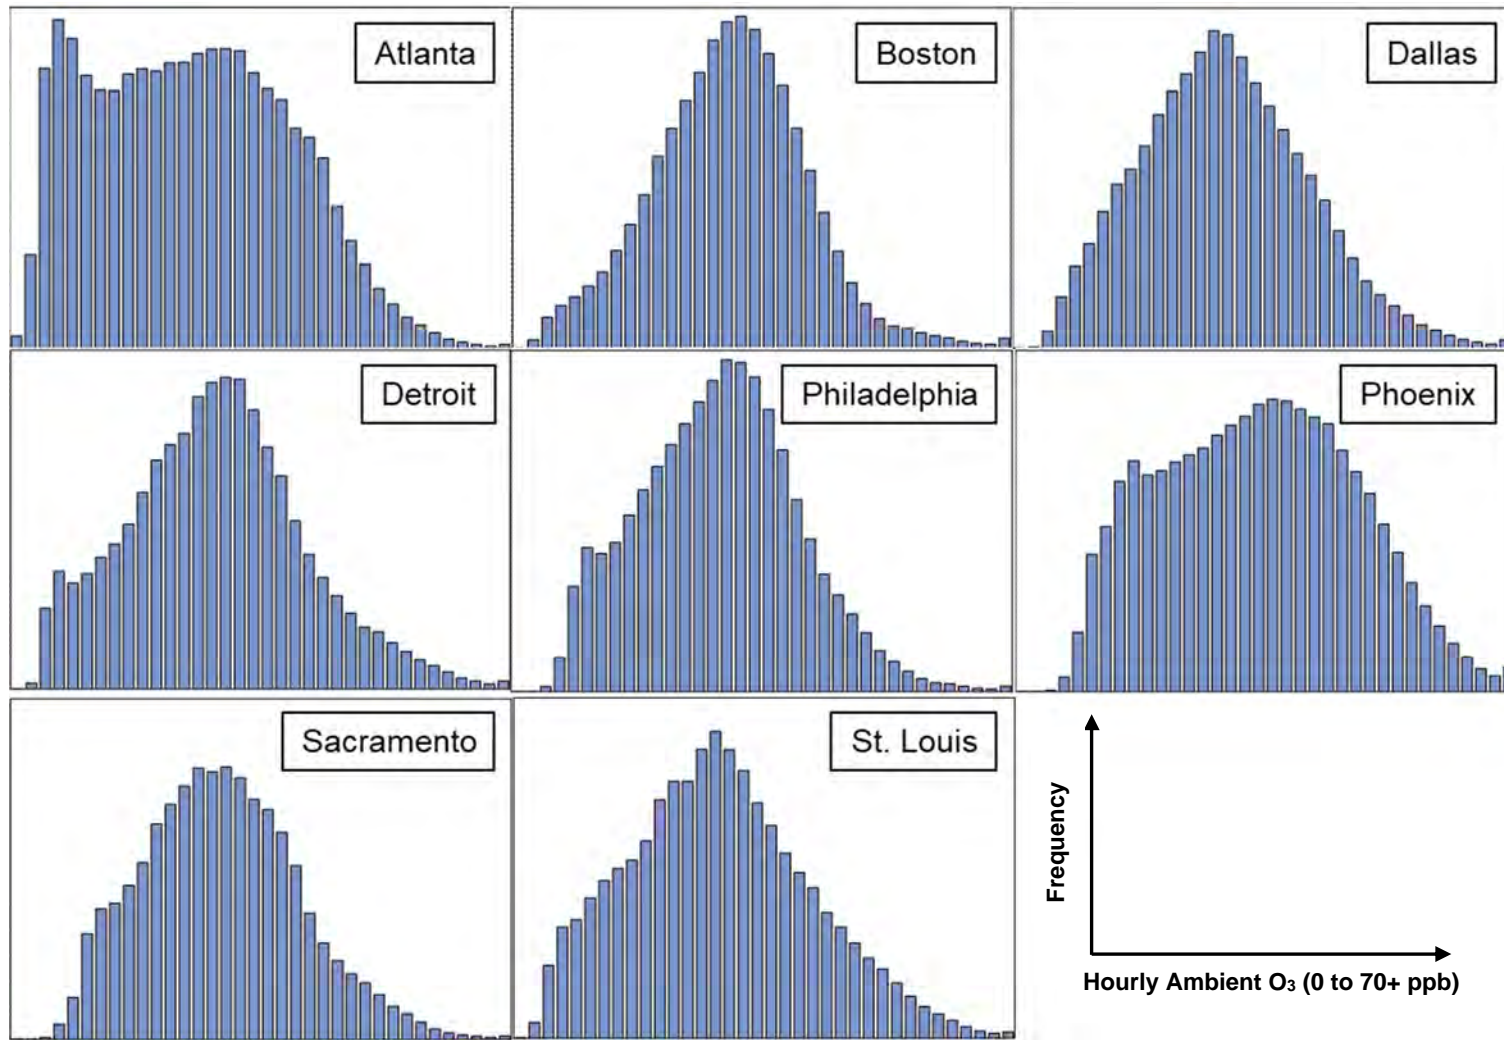 Atlanta
Boston
Dallas
Detroit
Philadelphia
Phoenix
Sacramento
St. Louis
Frequency
Hourly Ambient O₃ (0 to 70+ ppb)